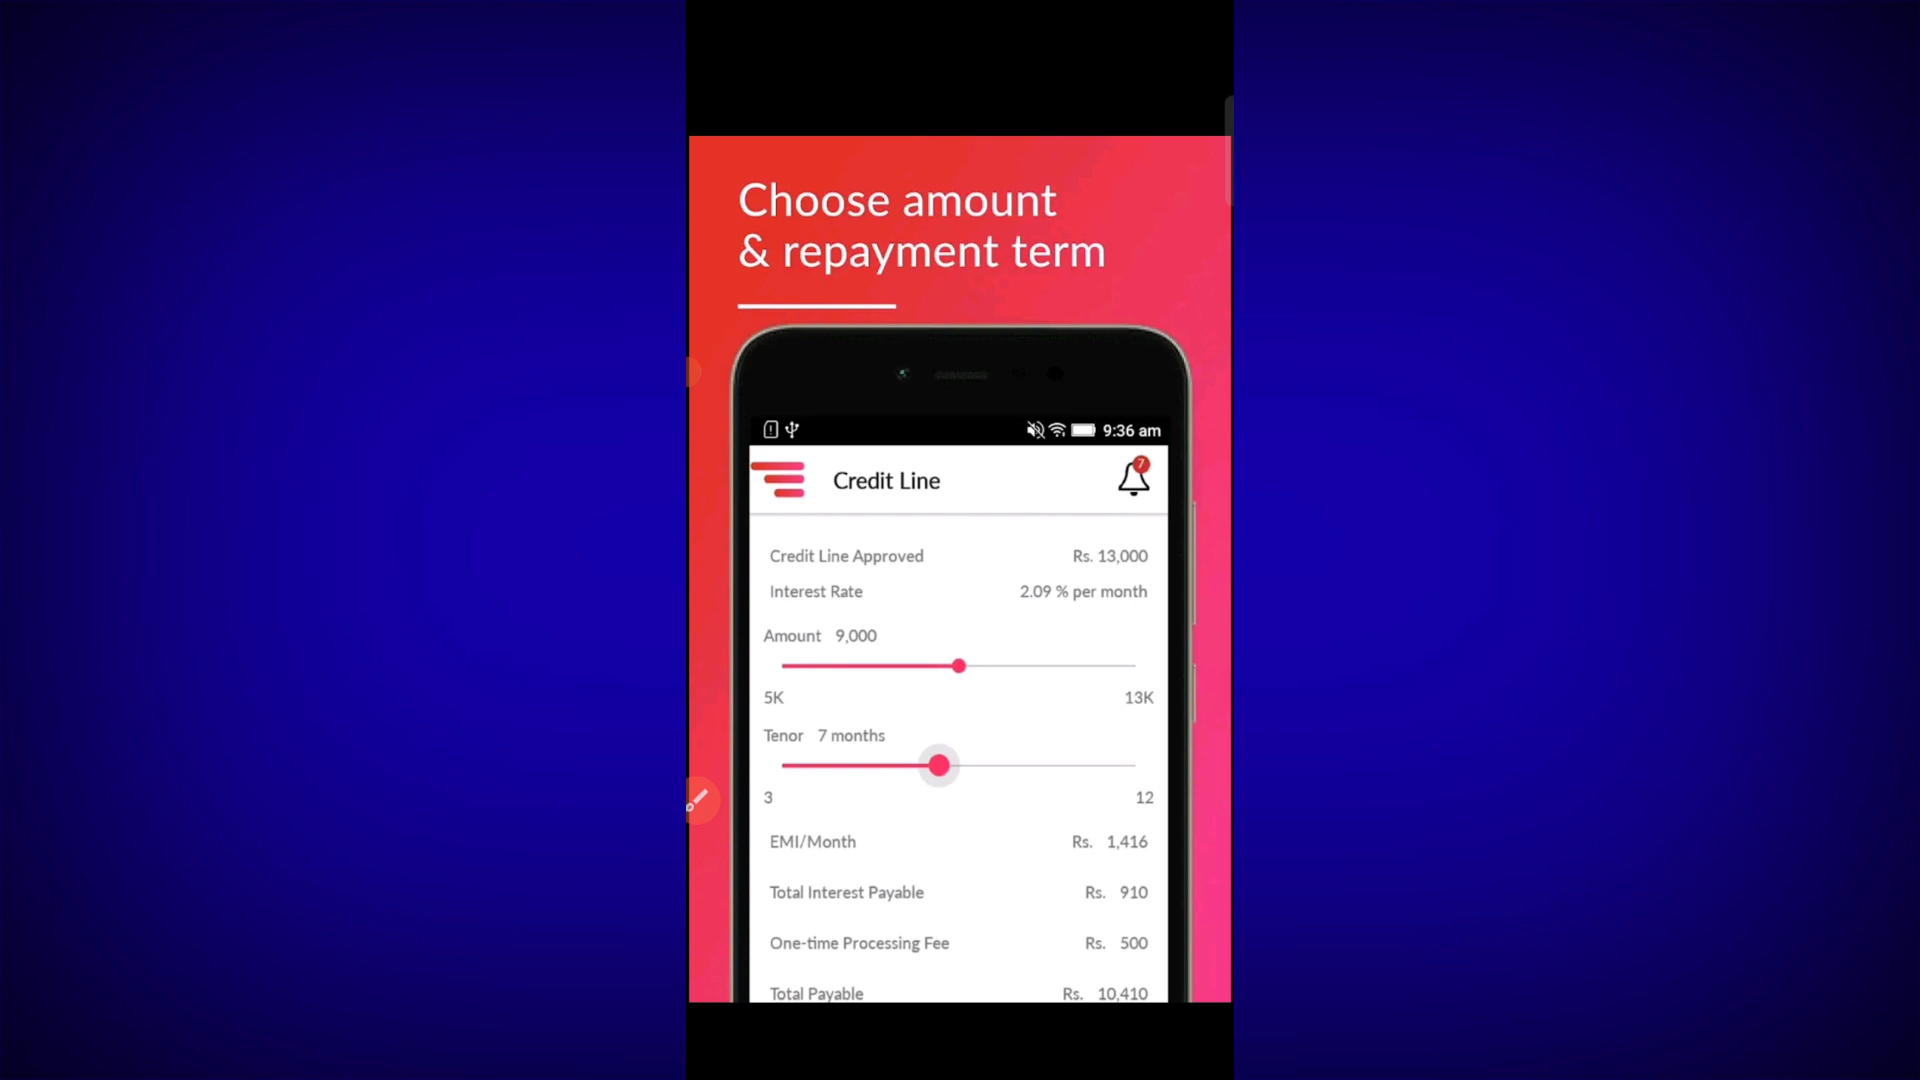 Choose amount
& repayment term
9:36 am
Credit Line
7
Credit Line Approved Rs. 13,000
Interest Rate 2.09 % per month
Amount 9,000
5K 13K
Tenor 7 months
3 12
EMI/Month Rs. 1,416
Total Interest Payable Rs. 910
One-time Processing Fee Rs. 500
Total Payable Rs. 10,410